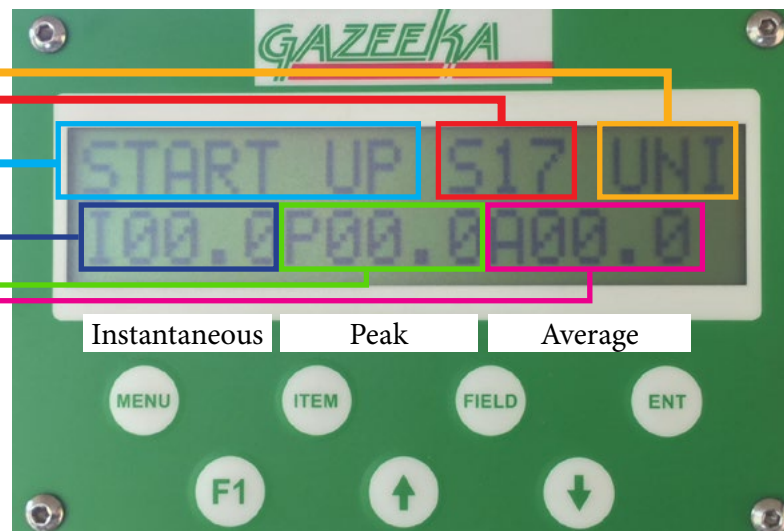 GAZEEKA
START UP S17 UNI
I00.0P00.0A00.0
Instantaneous Peak Average
MENU ITEM FIELD ENT
F1